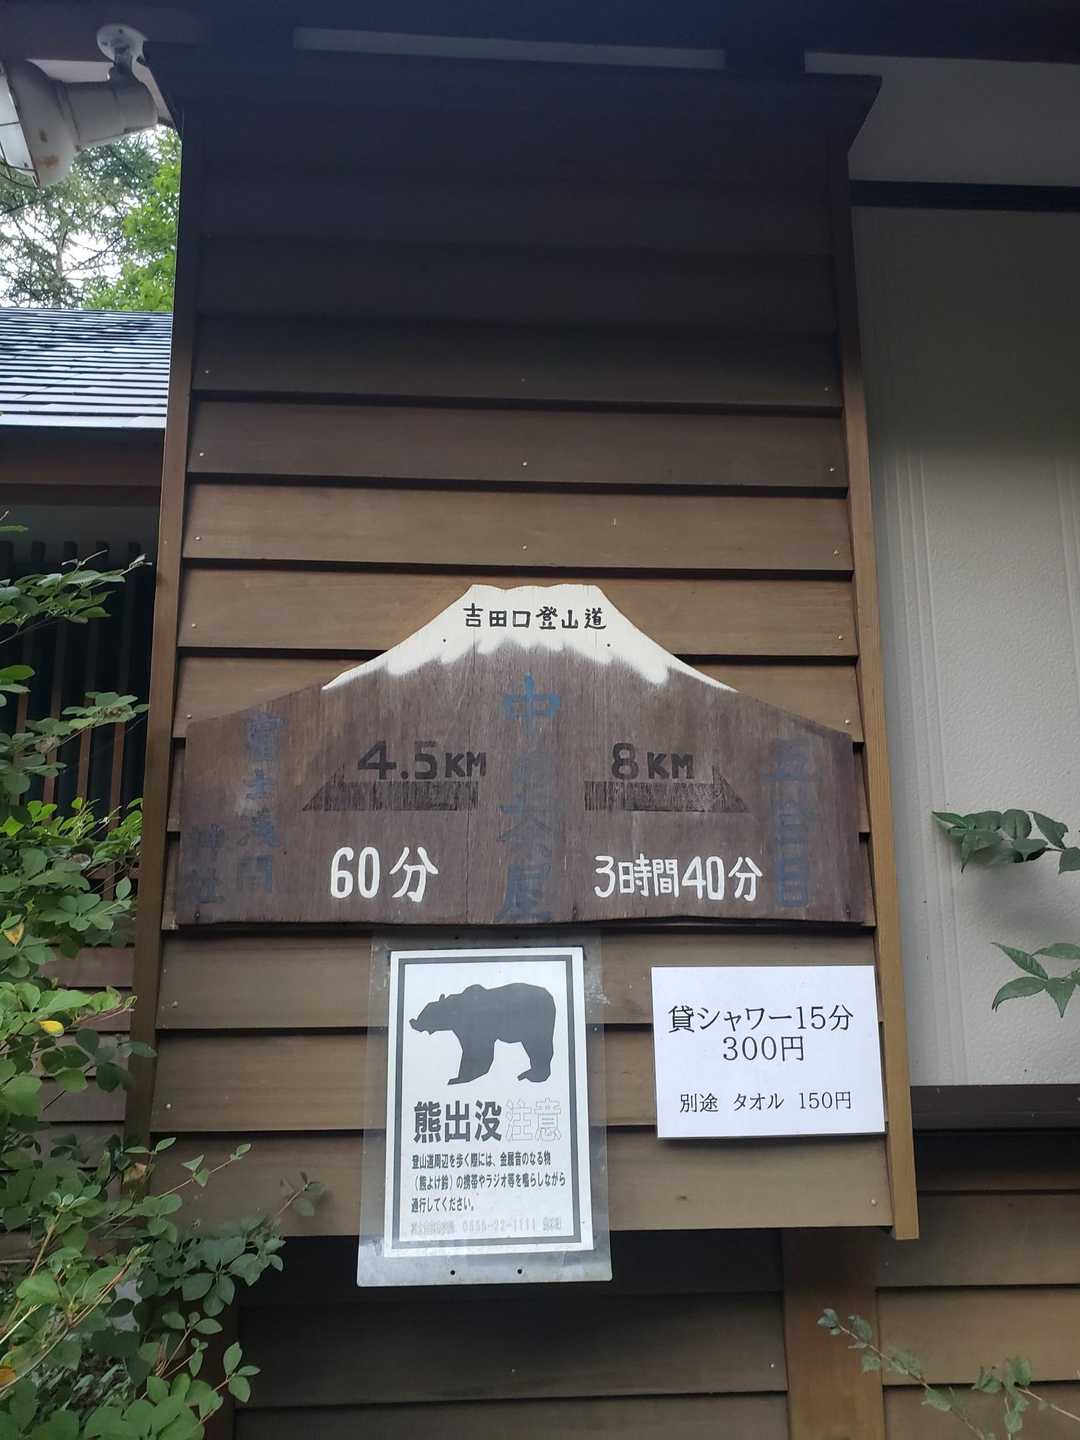 吉田口登山道
中の茶屋
富士浅間
神社
4.5KM
60分
8KM
3時間40分
五合目
熊出没注意
登山道周辺を歩く際には、金属音のなる物
(熊よけ鈴)の携帯やラジオ等を鳴らしながら
通行してください。
0555-22-1111
貸シャワー15分
300円
別途 タオル 150円